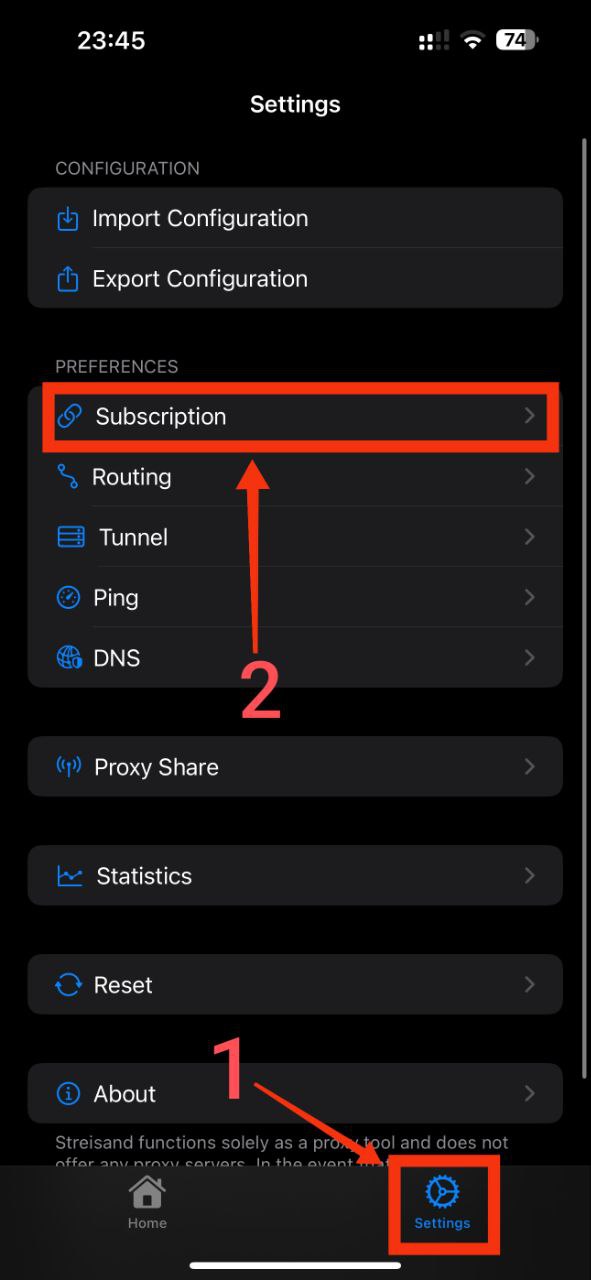 23:45
74
Settings
CONFIGURATION
Import Configuration
Export Configuration
PREFERENCES
Subscription
Routing
Tunnel
Ping
DNS
2
Proxy Share
Statistics
Reset
1
About
Streisand functions solely as a proxy tool and does not
offer any proxy servers. In the event that
Home
Settings